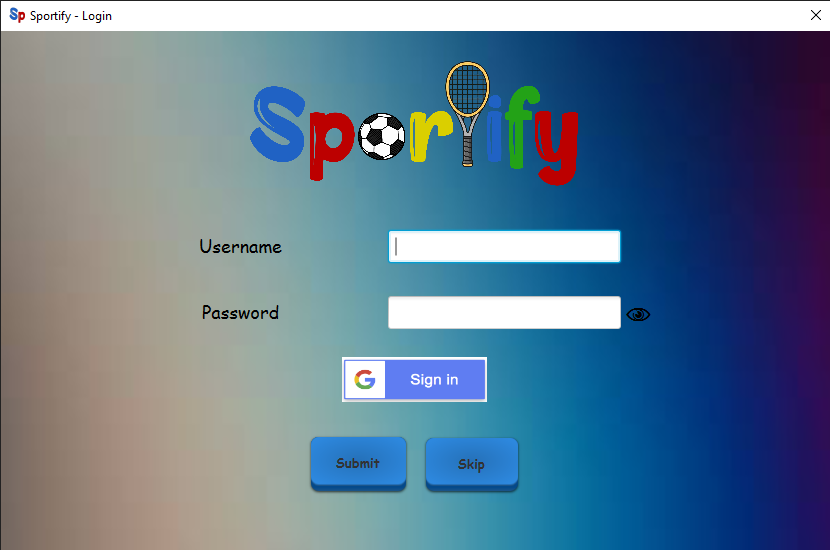 Sp Sportify - Login
Sportify
Username
Password
G Sign in
Submit
Skip